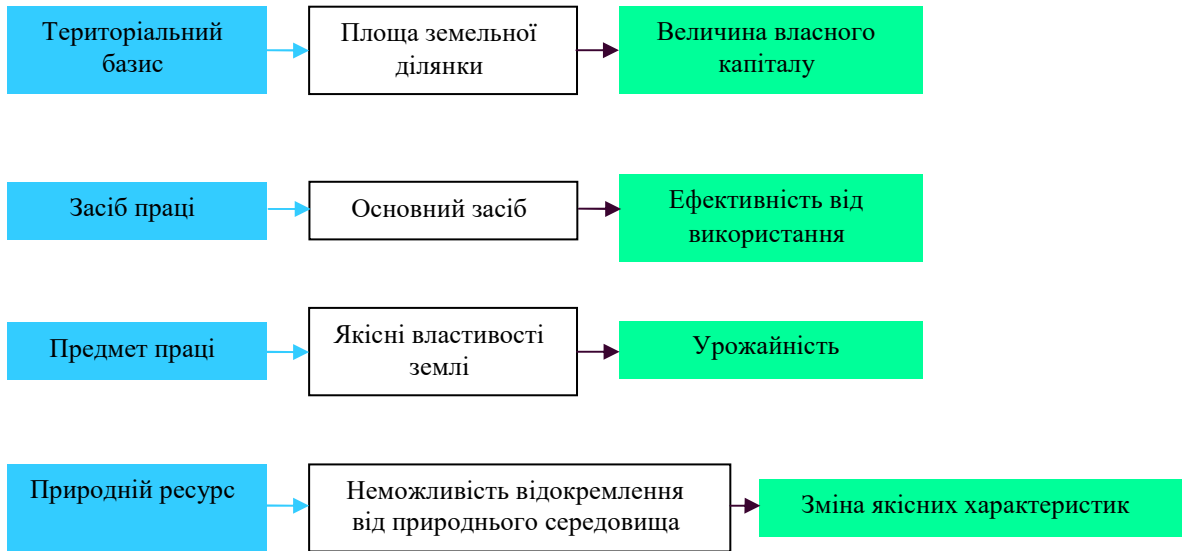 Територіальний
базис
Площа земельної
ділянки
Величина власного
капіталу
Засіб праці
Основний засіб
Ефективність від
використання
Предмет праці
Якісні властивості
землі
Урожайність
Природній ресурс
Неможливість відокремлення
від природнього середовища
Зміна якісних характеристик